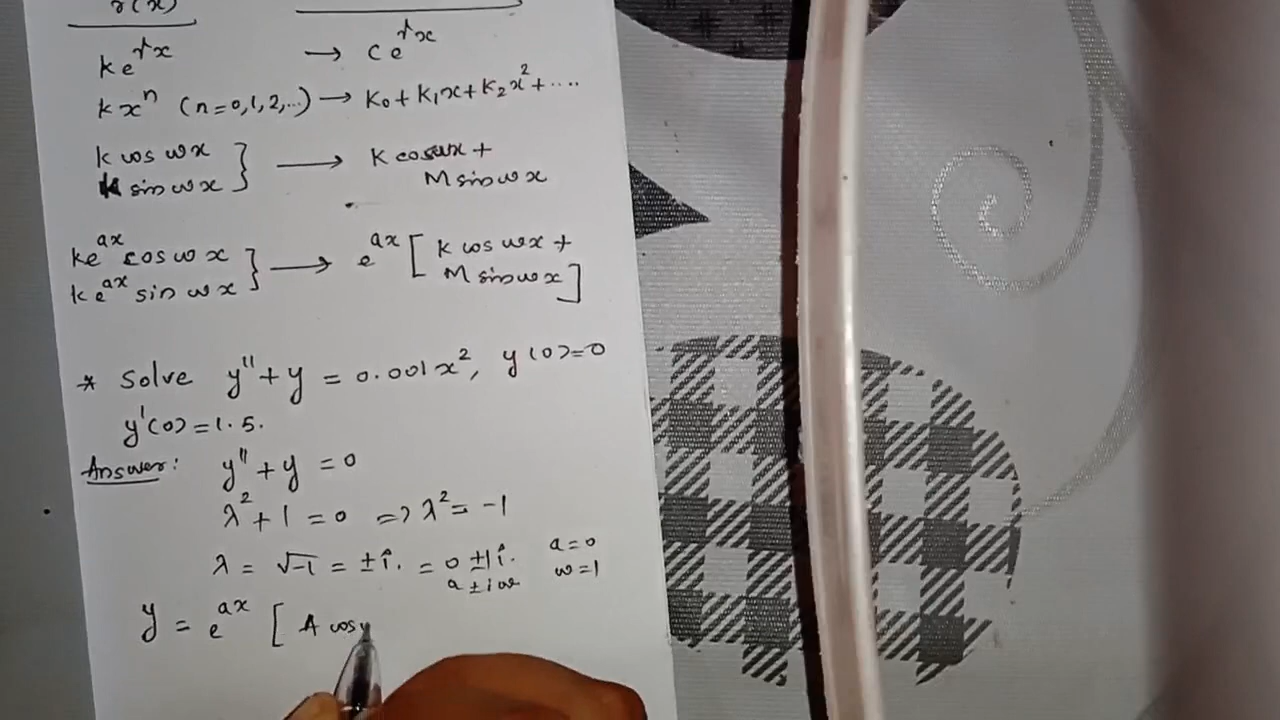 r(x)
ke^γx → ce^γx
kx^n (n=0,1,2,...) → K₀+K₁x+K₂x²+....
k cos ωx } → K cosωx +
k sin ωx M sin ωx
ke^ax cos ωx } → e^ax [ K cos ωx +
ke^ax sin ωx M sin ωx ]
* Solve y''+y = 0.001x², y(0)=0
y'(0)=1.5.
Answer: y''+y =0
λ²+1 =0 => λ²= -1
λ = √-1 = ±i. = 0 ±1i. a=0
a ± iω ω=1
y = e^ax [ A cos